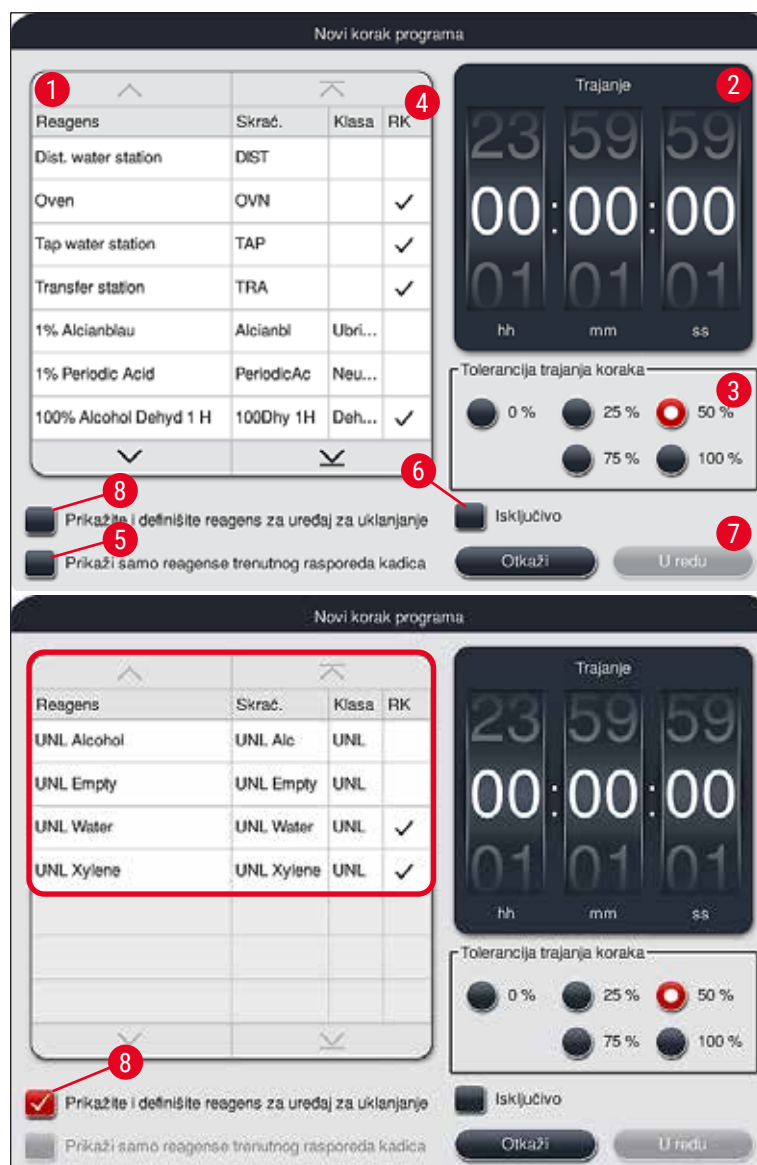 Novi korak programa
1
4
Reagens Skrać. Klasa RK
Dist. water station DIST
Oven OVN
Tap water station TAP
Transfer station TRA
1% Alcianblau Alcianbl Ubri...
1% Periodic Acid PeriodicAc Neu...
100% Alcohol Dehyd 1 H 100Dhy 1H Deh...
Trajanje
2
23 59 59
00:00:00
01 01 01
hh mm ss
Tolerancija trajanja koraka
3
0 % 25 % 50 %
75 % 100 %
8
Prikažite i definišite reagens za uređaj za uklanjanje
6
Isključivo
5
Prikaži samo reagense trenutnog rasporeda kadica
7
Otkaži U redu
Novi korak programa
Reagens Skrać. Klasa RK
UNL Alcohol UNL Alc UNL
UNL Empty UNL Empty UNL
UNL Water UNL Water UNL
UNL Xylene UNL Xylene UNL
Trajanje
23 59 59
00:00:00
01 01 01
hh mm ss
Tolerancija trajanja koraka
0 % 25 % 50 %
75 % 100 %
8
Prikažite i definišite reagens za uređaj za uklanjanje
Isključivo
Prikaži samo reagense trenutnog rasporeda kadica
Otkaži U redu